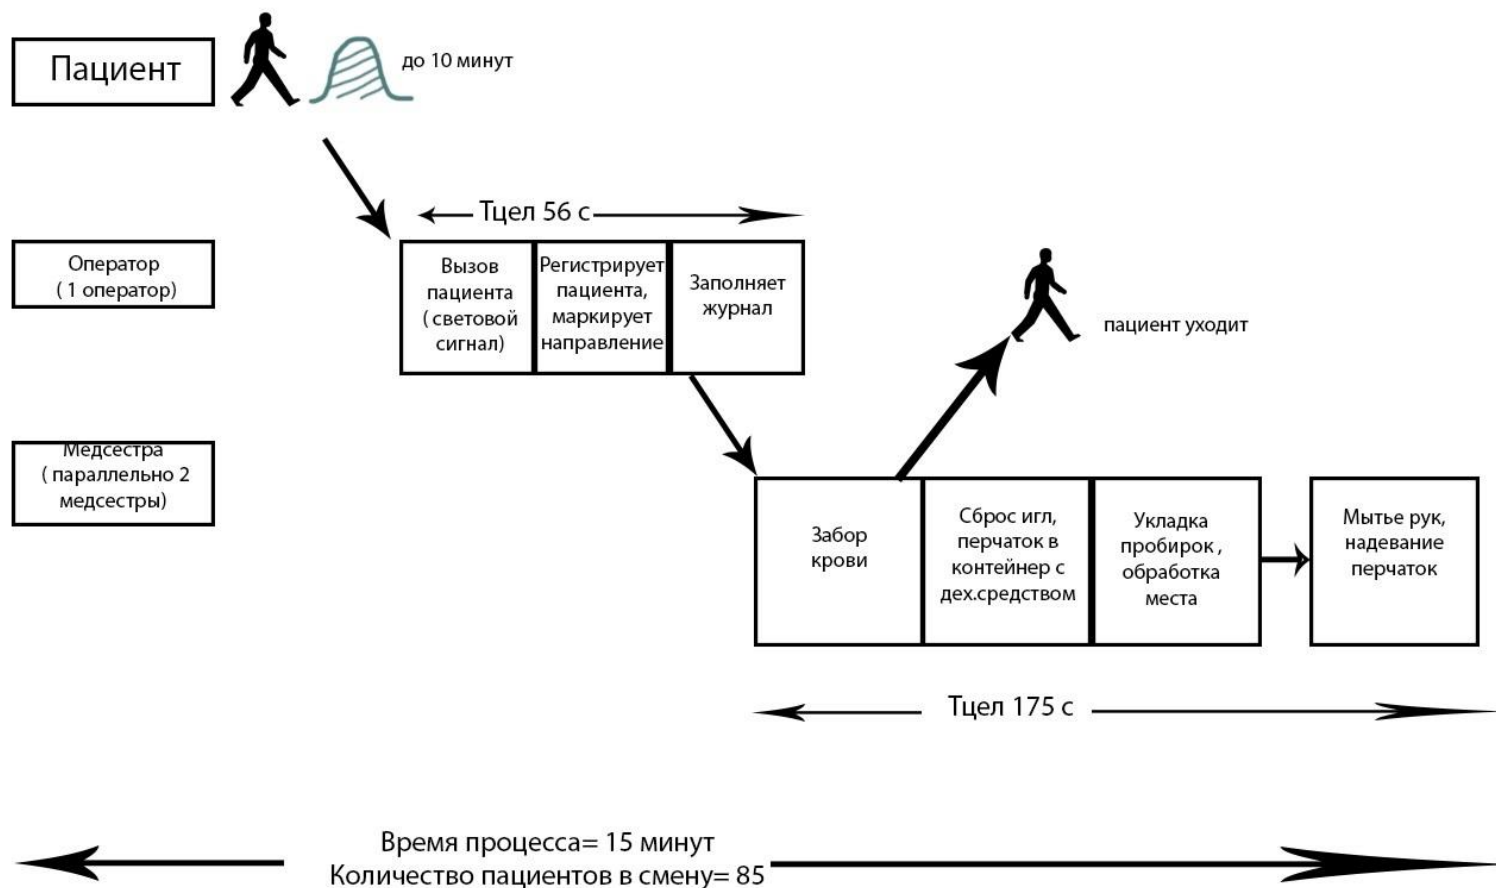 Пациент
до 10 минут
Тцел 56 с
Оператор
( 1 оператор)
Вызов
пациента
( световой
сигнал)
Регистрирует
пациента,
маркирует
направление
Заполняет
журнал
пациент уходит
Медсестра
( параллельно 2
медсестры)
Забор
крови
Сброс игл,
перчаток в
контейнер с
дех.средством
Укладка
пробирок ,
обработка
места
Мытье рук,
надевание
перчаток
Тцел 175 с
Время процесса= 15 минут
Количество пациентов в смену= 85